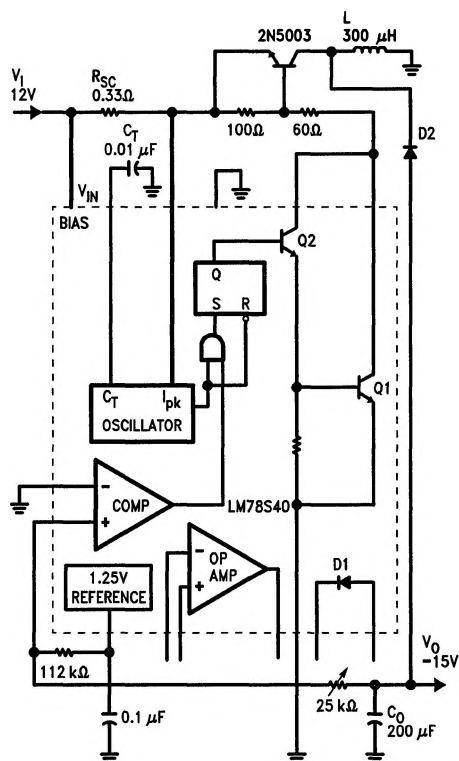 2N5003
L
300 μH
V_I
12V
R_SC
0.33Ω
C_T
0.01 μF
100Ω
60Ω
D2
V_IN
BIAS
Q2
Q
S
R
Q1
C_T
I_pk
OSCILLATOR
−
COMP
+
LM78S40
−
OP
AMP
+
D1
1.25V
REFERENCE
V_O
−15V
112 kΩ
25 kΩ
0.1 μF
C_O
200 μF